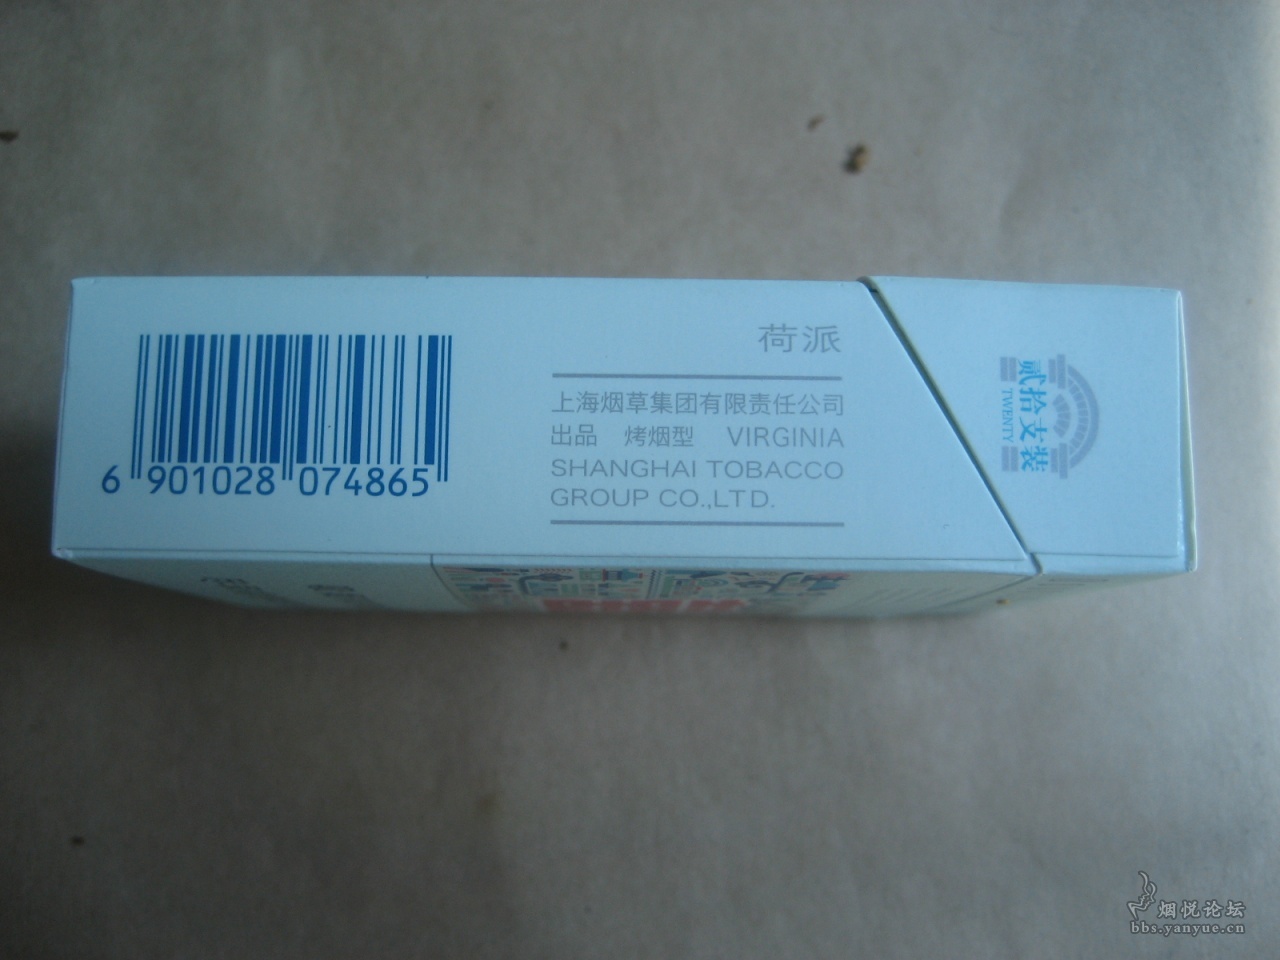 荷派
上海烟草集团有限责任公司
出品 烤烟型 VIRGINIA
SHANGHAI TOBACCO
GROUP CO.,LTD.
6 901028 074865
贰拾支装
TWENTY
烟悦论坛
bbs.yanyue.cn